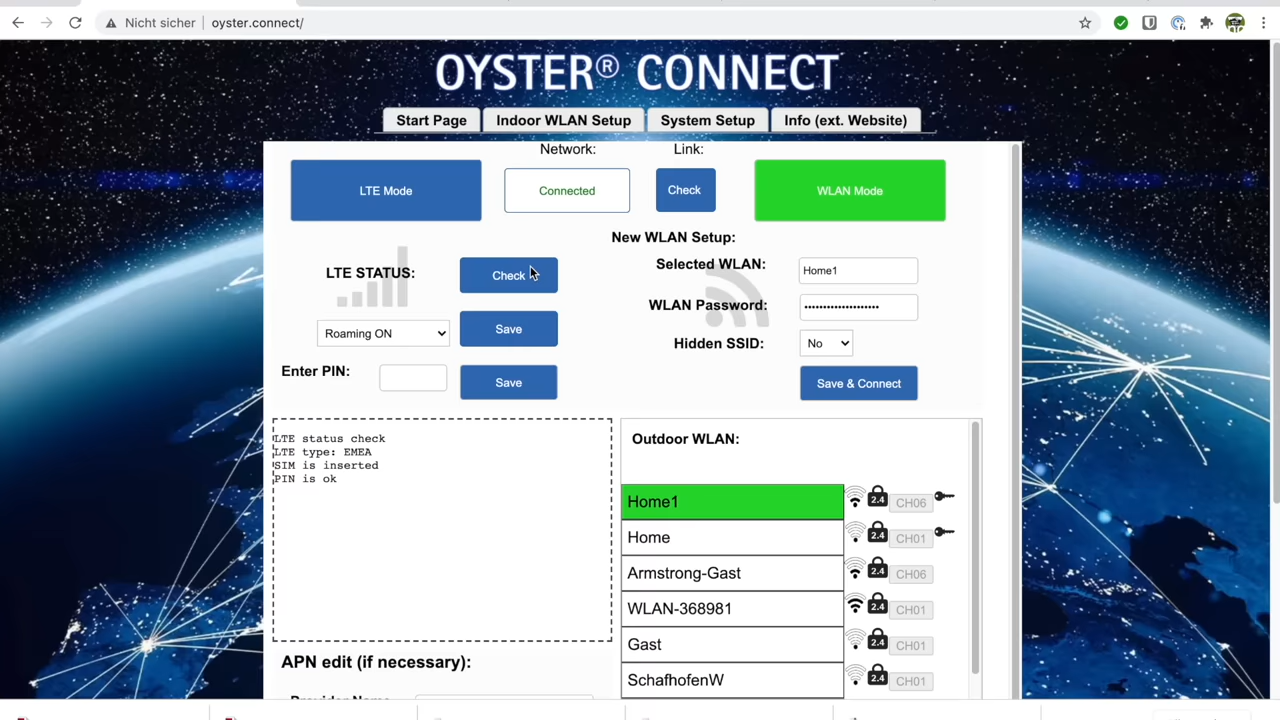 Nicht sicher
oyster.connect/
OYSTER® CONNECT
Start Page
Indoor WLAN Setup
System Setup
Info (ext. Website)
Network:
Link:
LTE Mode
Connected
Check
WLAN Mode
New WLAN Setup:
LTE STATUS:
Check
Selected WLAN:
Home1
WLAN Password:
Roaming ON
Save
Hidden SSID:
No
Enter PIN:
Save
Save & Connect
LTE status check
LTE type: EMEA
SIM is inserted
PIN is ok
Outdoor WLAN:
Home1
2.4
CH06
Home
2.4
CH01
Armstrong-Gast
2.4
CH06
WLAN-368981
2.4
CH01
Gast
2.4
CH01
SchafhofenW
2.4
CH01
APN edit (if necessary):
Provider Name